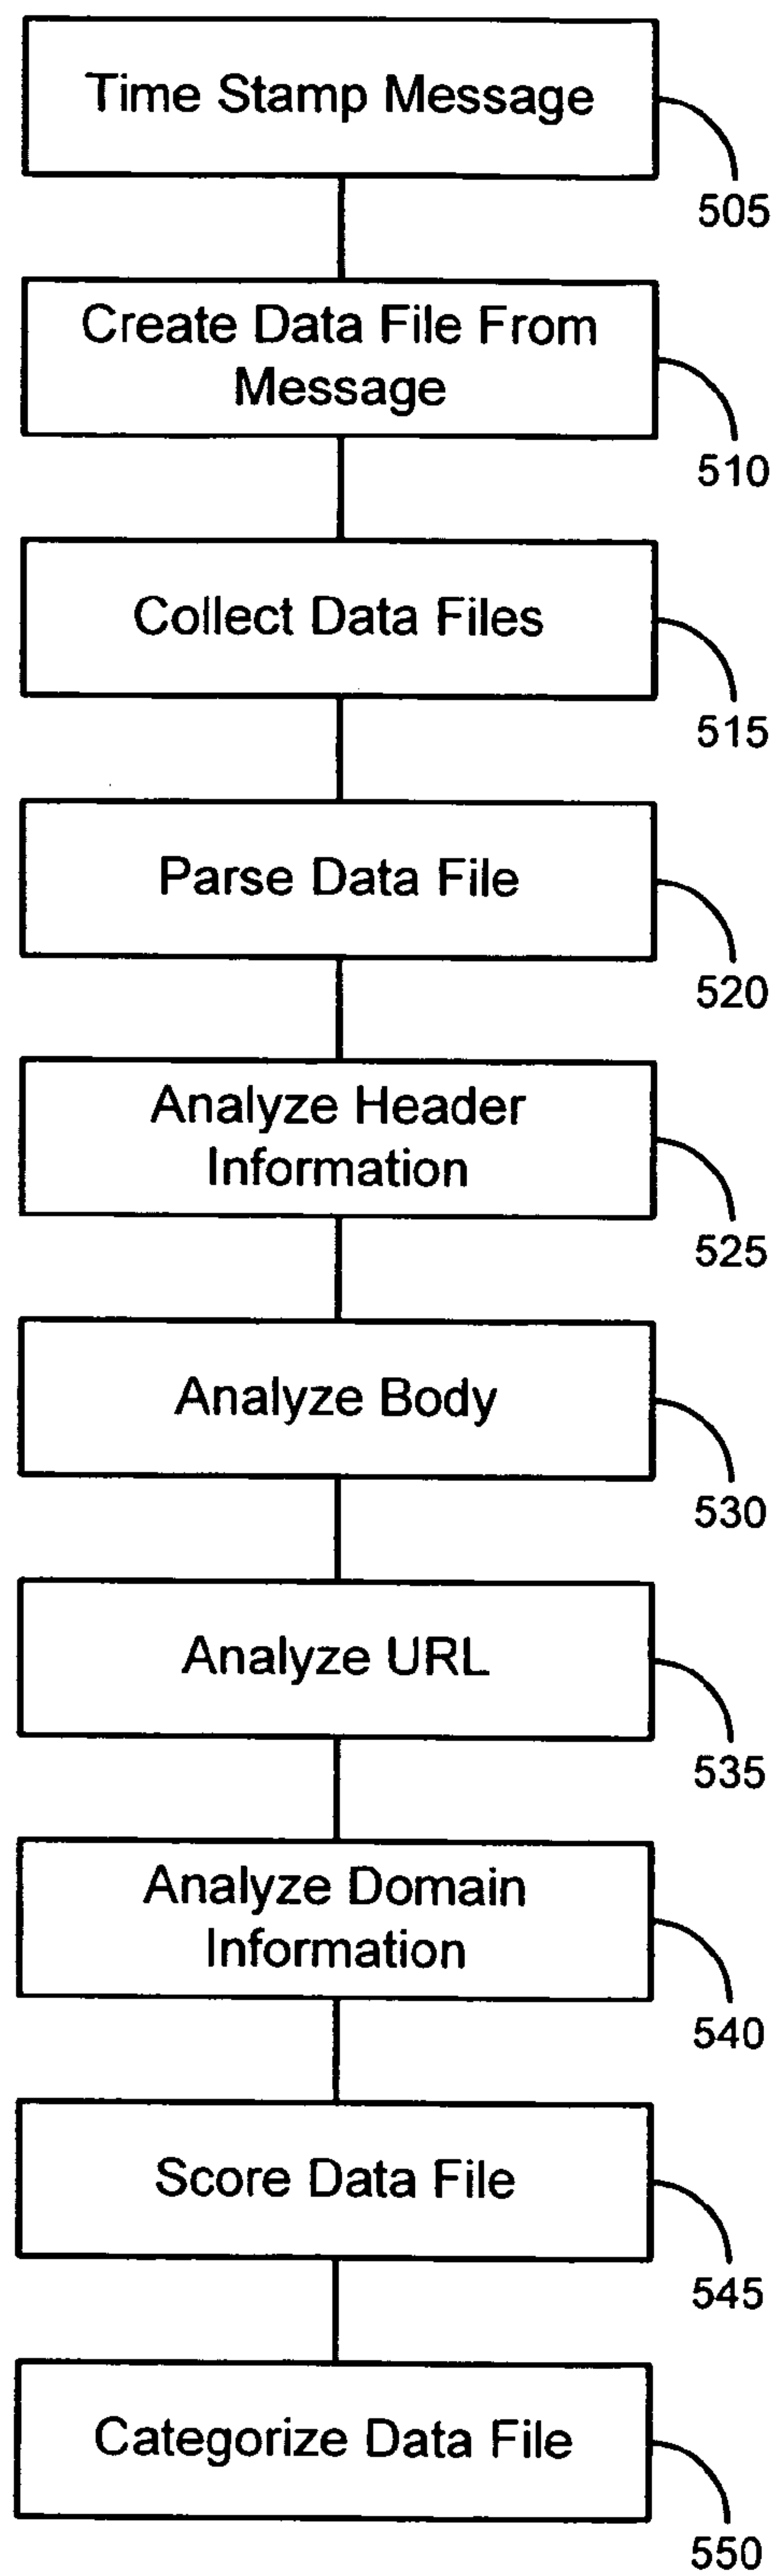 Time Stamp Message
505
Create Data File From
Message
510
Collect Data Files
515
Parse Data File
520
Analyze Header
Information
525
Analyze Body
530
Analyze URL
535
Analyze Domain
Information
540
Score Data File
545
Categorize Data File
550